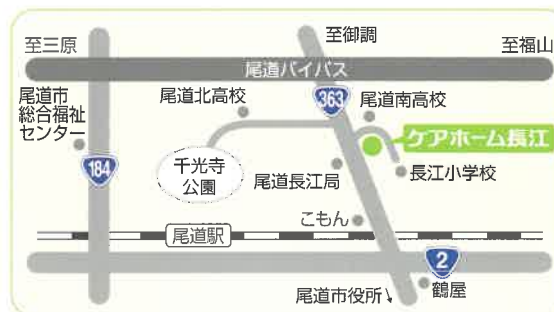 至三原
至御調
至福山
尾道バイパス
尾道市
総合福祉
センター
尾道北高校
363
尾道南高校
ケアホーム長江
184
千光寺
公園
尾道長江局
長江小学校
こもん
尾道駅
2
尾道市役所
鶴屋